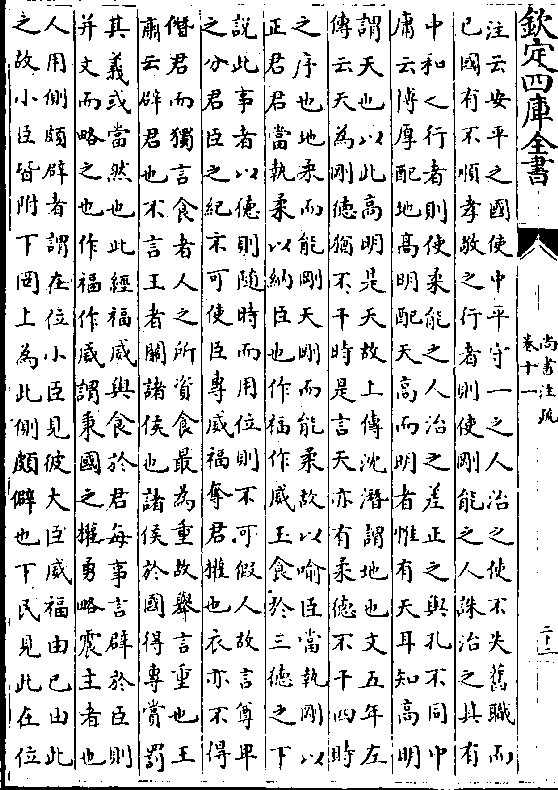 欽定四庫全書
尚書注疏
卷十一
二十二
注云安平之國使中平守一之人治之使不失舊職而
已國有不順孝敬之行者則使剛能之人誅治之其有
中和之行者則使柔能之人治之差正之與孔不同中
庸云博厚配地高明配天高而明者惟有天耳知高明
謂天也以此高明是天故上傳沈潛謂地也文五年左
傳云天為剛德猶不干時是言天亦有柔德不干四時
之序也地柔而能剛天剛而能柔故以喻臣當執剛以
正君君當執柔以納臣也作福作威玉食於三德之下
說此事者以德則隨時而用位則不可假人故言尊卑
之分君臣之紀不可使臣專威福奪君權也衣亦不得
僭君而獨言食者人之所資食最為重故舉言重也王
肅云辟君也不言王者關諸侯也諸侯於國得專賞罰
其義或當然也此經福威與食於君每事言辟於臣則
并文而略之也作福作威謂秉國之權勇略震主者也
人用側頗僻者謂在位小臣見彼大臣威福由已由此
之故小臣皆附下罔上為此側頗僻也下民見此在位